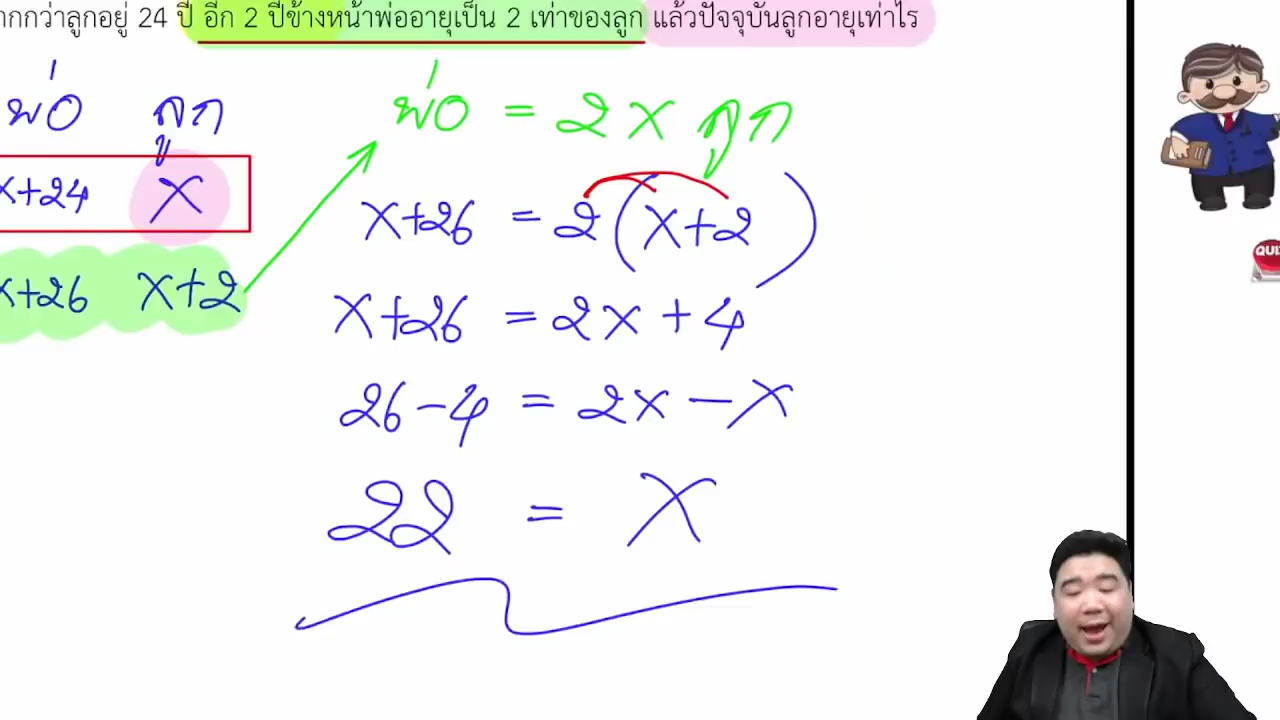 ากกว่าลูกอยู่ 24 ปี อีก 2 ปีข้างหน้าพ่ออายุเป็น 2 เท่าของลูก แล้วปัจจุบันลูกอายุเท่าไร
พ่อ ลูก
x+24 x
x+26 x+2
พ่อ = 2 x ลูก
x+26 = 2(x+2)
x+26 = 2x + 4
26-4 = 2x - x
22 = x
QUI